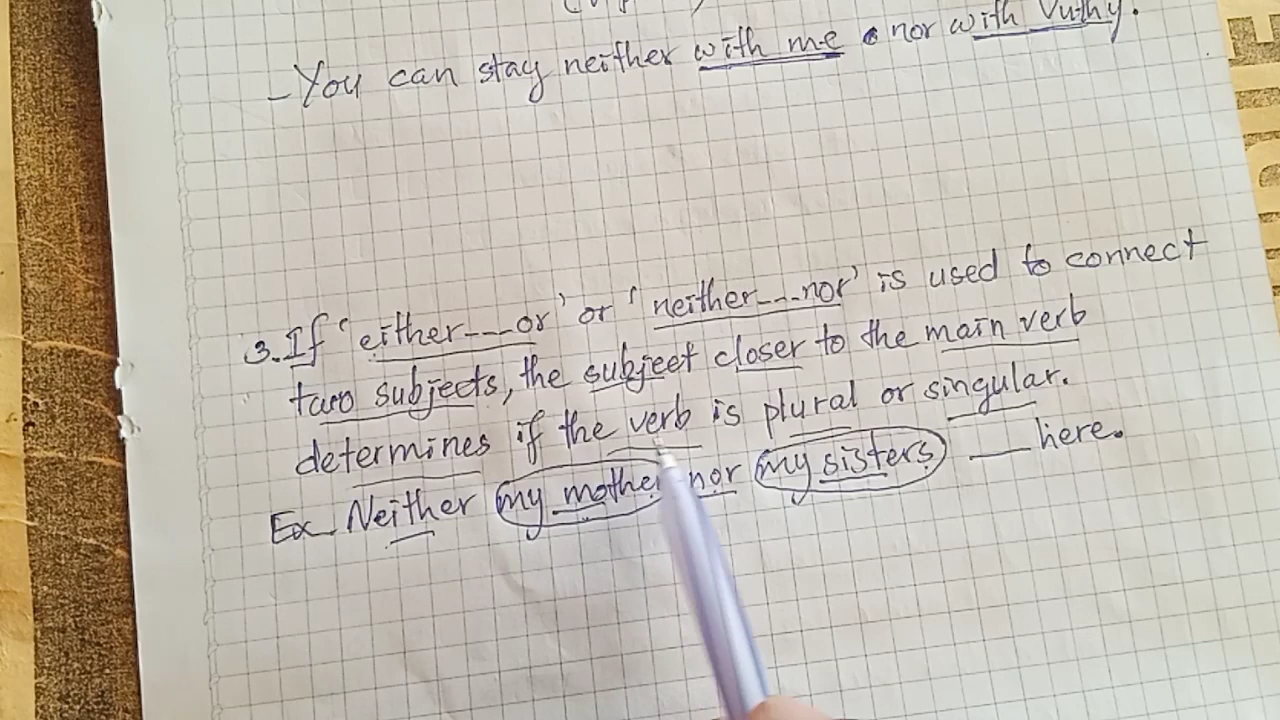 - You can stay neither with me nor with Vuthy.
3. If 'either---or' or 'neither---nor' is used to connect
two subjects, the subject closer to the main verb
determines if the verb is plural or singular.
Ex_ Neither my mother nor my sisters ___ here.